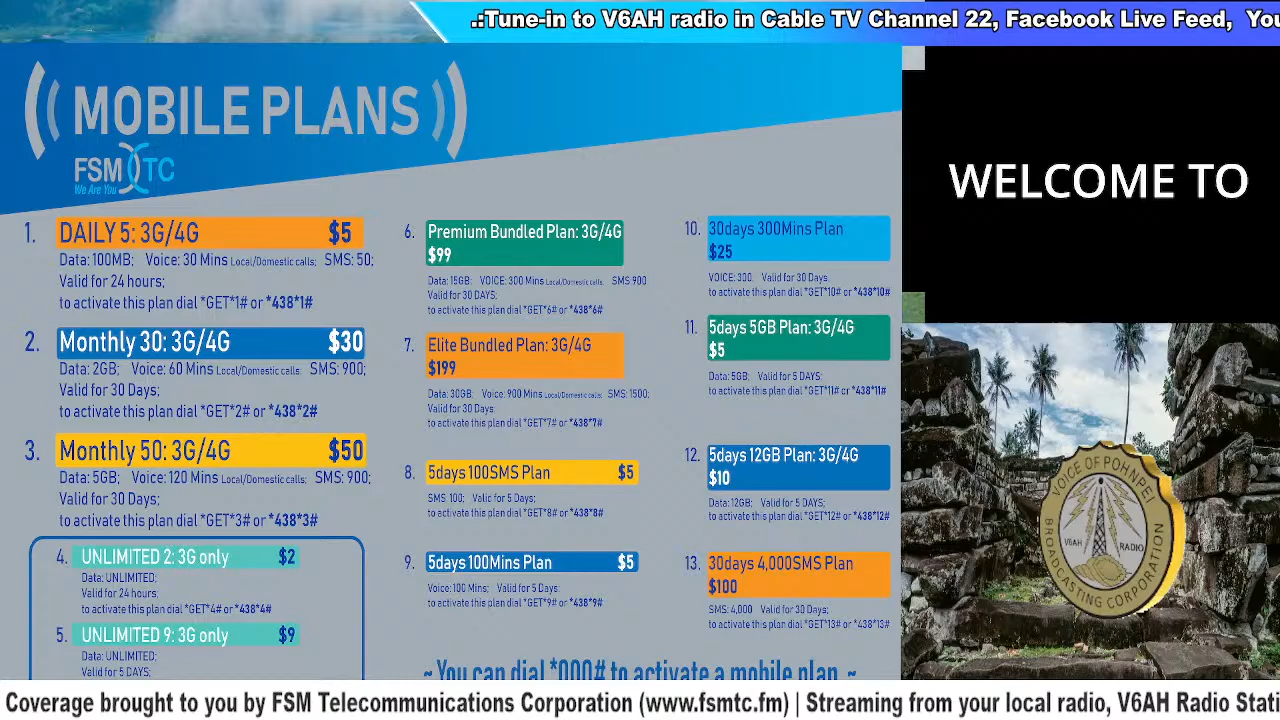 .:Tune-in to V6AH radio in Cable TV Channel 22, Facebook Live Feed, You
MOBILE PLANS
FSMTC
We Are You
1. DAILY 5: 3G/4G $5
Data: 100MB; Voice: 30 Mins Local/Domestic calls; SMS: 50;
Valid for 24 hours;
to activate this plan dial *GET*1# or *438*1#
2. Monthly 30: 3G/4G $30
Data: 2GB; Voice: 60 Mins Local/Domestic calls; SMS: 900;
Valid for 30 Days;
to activate this plan dial *GET*2# or *438*2#
3. Monthly 50: 3G/4G $50
Data: 5GB; Voice: 120 Mins Local/Domestic calls; SMS: 900;
Valid for 30 Days;
to activate this plan dial *GET*3# or *438*3#
4. UNLIMITED 2: 3G only $2
Data: UNLIMITED;
Valid for 24 hours;
to activate this plan dial *GET*4# or *438*4#
5. UNLIMITED 9: 3G only $9
Data: UNLIMITED;
Valid for 5 DAYS;
6. Premium Bundled Plan: 3G/4G
$99
Data: 15GB; VOICE: 300 Mins Local/Domestic calls; SMS 900
Valid for 30 DAYS;
to activate this plan dial *GET*6# or *438*6#
7. Elite Bundled Plan: 3G/4G
$199
Data: 30GB; Voice: 900 Mins Local/Domestic calls; SMS: 1500;
Valid for 30 Days;
to activate this plan dial *GET*7# or *438*7#
8. 5days 100SMS Plan $5
SMS 100; Valid for 5 Days;
to activate this plan dial *GET*8# or *438*8#
9. 5days 100Mins Plan $5
Voice: 100 Mins; Valid for 5 Days;
to activate this plan dial *GET*9# or *438*9#
10. 30days 300Mins Plan
$25
VOICE: 300 Valid for 30 Days;
to activate this plan dial *GET*10# or *438*10#
11. 5days 5GB Plan: 3G/4G
$5
Data: 5GB; Valid for 5 DAYS;
to activate this plan dial *GET*11# or *438*11#
12. 5days 12GB Plan: 3G/4G
$10
Data: 12GB; Valid for 5 DAYS;
to activate this plan dial *GET*12# or *438*12#
13. 30days 4,000SMS Plan
$100
SMS: 4,000 Valid for 30 Days;
to activate this plan dial *GET*13# or *438*13#
~ You can dial *000# to activate a mobile plan ~
WELCOME TO
VOICE OF POHNPEI
V6AH RADIO
BROADCASTING CORPORATION
Coverage brought to you by FSM Telecommunications Corporation (www.fsmtc.fm) | Streaming from your local radio, V6AH Radio Stati